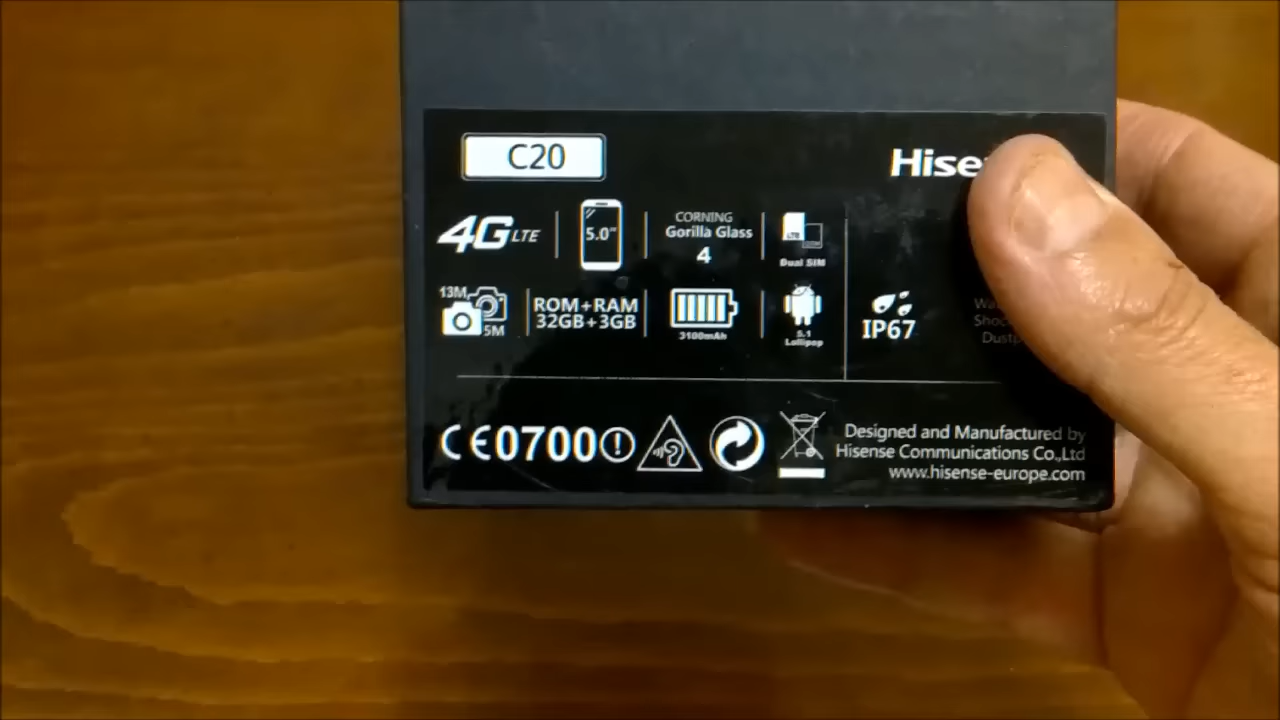 C20
Hise
4G LTE
5.0"
CORNING
Gorilla Glass
4
LTE
Dual SIM
13M
5M
ROM+RAM
32GB+3GB
3100mAh
5.1
Lollipop
IP67
CE0700
Designed and Manufactured by
Hisense Communications Co.,Ltd
www.hisense-europe.com